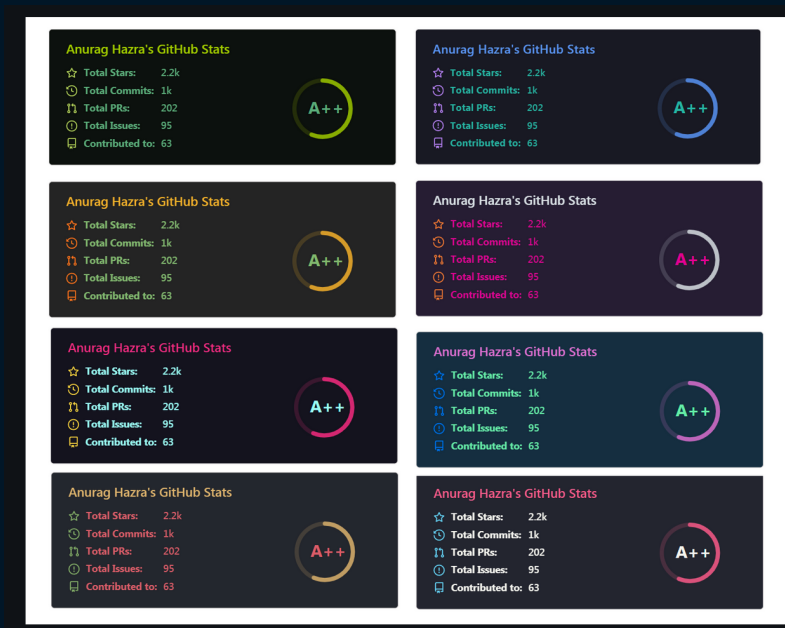 Anurag Hazra's GitHub Stats
Total Stars: 2.2k
Total Commits: 1k
Total PRs: 202
Total Issues: 95
Contributed to: 63
A++
Anurag Hazra's GitHub Stats
Total Stars: 2.2k
Total Commits: 1k
Total PRs: 202
Total Issues: 95
Contributed to: 63
A++
Anurag Hazra's GitHub Stats
Total Stars: 2.2k
Total Commits: 1k
Total PRs: 202
Total Issues: 95
Contributed to: 63
A++
Anurag Hazra's GitHub Stats
Total Stars: 2.2k
Total Commits: 1k
Total PRs: 202
Total Issues: 95
Contributed to: 63
A++
Anurag Hazra's GitHub Stats
Total Stars: 2.2k
Total Commits: 1k
Total PRs: 202
Total Issues: 95
Contributed to: 63
A++
Anurag Hazra's GitHub Stats
Total Stars: 2.2k
Total Commits: 1k
Total PRs: 202
Total Issues: 95
Contributed to: 63
A++
Anurag Hazra's GitHub Stats
Total Stars: 2.2k
Total Commits: 1k
Total PRs: 202
Total Issues: 95
Contributed to: 63
A++
Anurag Hazra's GitHub Stats
Total Stars: 2.2k
Total Commits: 1k
Total PRs: 202
Total Issues: 95
Contributed to: 63
A++